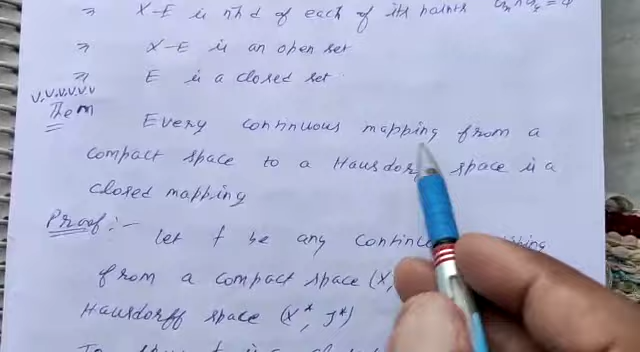 ⇒ X-E is nhd of each of its points
⇒ X-E is an open set
⇒ E is a closed set.
V.V.V.V.V.V
Them Every continuous mapping from a
compact space to a Hausdorff space is a
closed mapping
Proof:- Let f be any
from a compact space (X,
Hausdorff space (X*, J*)